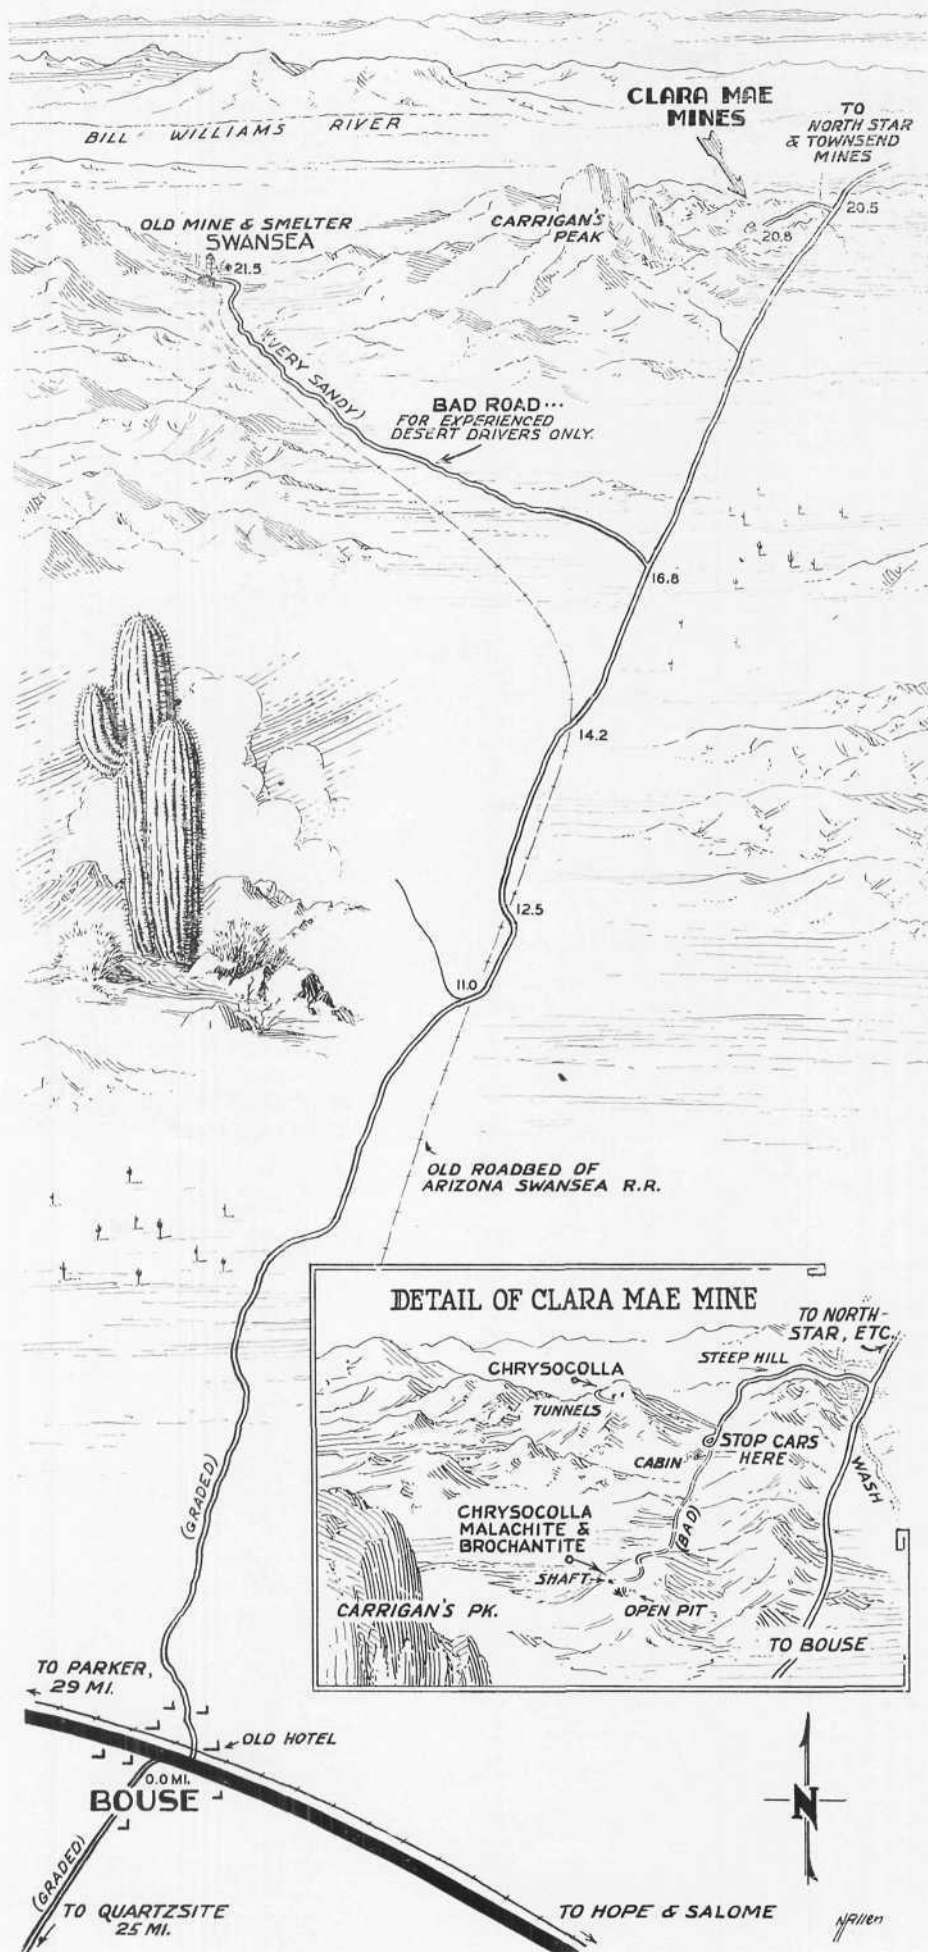 CLARA MAE
MINES
TO
NORTH STAR
& TOWNSEND
MINES
BILL WILLIAMS RIVER
20.5
20.8
CARRIGAN'S
PEAK
OLD MINE & SMELTER
SWANSEA
21.5
(VERY SANDY)
BAD ROAD...
FOR EXPERIENCED
DESERT DRIVERS ONLY.
16.8
14.2
12.5
11.0
OLD ROADBED OF
ARIZONA SWANSEA R.R.
DETAIL OF CLARA MAE MINE
TO NORTH-
STAR, ETC.
STEEP HILL
CHRYSOCOLLA
TUNNELS
STOP CARS
HERE
CABIN
WASH
(BAD)
CHRYSOCOLLA
MALACHITE &
BROCHANTITE
SHAFT
OPEN PIT
CARRIGAN'S PK.
TO BOUSE
(GRADED)
TO PARKER,
29 MI.
OLD HOTEL
0.0 MI.
BOUSE
(GRADED)
TO QUARTZSITE
25 MI.
TO HOPE & SALOME
N
N Allen